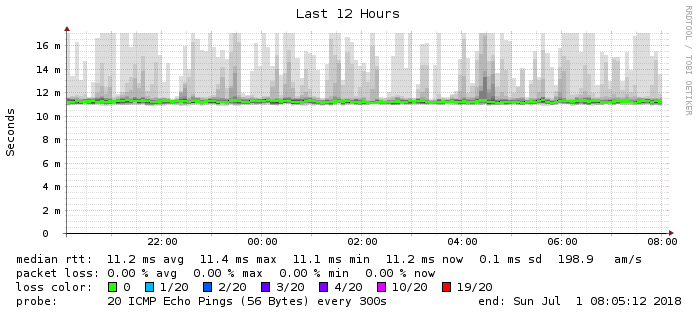 Last 12 Hours
RRDTOOL / TOBI OETIKER
Seconds
16 m
14 m
12 m
10 m
8 m
6 m
4 m
2 m
0
22:00 00:00 02:00 04:00 06:00 08:00
median rtt: 11.2 ms avg 11.4 ms max 11.1 ms min 11.2 ms now 0.1 ms sd 198.9 am/s
packet loss: 0.00 % avg 0.00 % max 0.00 % min 0.00 % now
loss color: 0 1/20 2/20 3/20 4/20 10/20 19/20
probe: 20 ICMP Echo Pings (56 Bytes) every 300s end: Sun Jul 1 08:05:12 2018